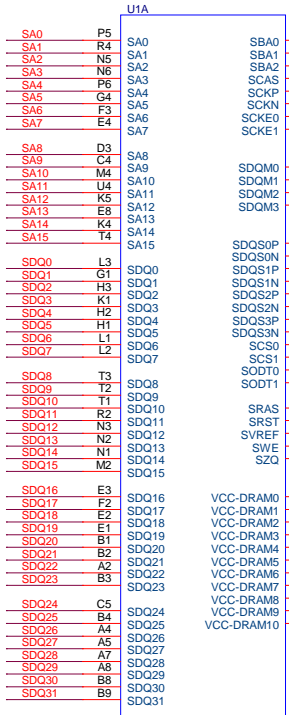 U1A
SA0 P5 SA0 SBA0
SA1 R4 SA1 SBA1
SA2 N5 SA2 SBA2
SA3 N6 SA3 SCAS
SA4 P6 SA4 SCKP
SA5 G4 SA5 SCKN
SA6 F3 SA6 SCKE0
SA7 E4 SA7 SCKE1
SA8 D3 SA8
SA9 C4 SA9 SDQM0
SA10 M4 SA10 SDQM1
SA11 U4 SA11 SDQM2
SA12 K5 SA12 SDQM3
SA13 E8 SA13
SA14 K4 SA14 SDQS0P
SA15 T4 SA15 SDQS0N
SDQ0 L3 SDQ0 SDQS1P
SDQ1 G1 SDQ1 SDQS1N
SDQ2 H3 SDQ2 SDQS2P
SDQ3 K1 SDQ3 SDQS2N
SDQ4 H2 SDQ4 SDQS3P
SDQ5 H1 SDQ5 SDQS3N
SDQ6 L1 SDQ6 SCS0
SDQ7 L2 SDQ7 SCS1
SODT0
SDQ8 T3 SDQ8 SODT1
SDQ9 T2 SDQ9
SDQ10 T1 SDQ10 SRAS
SDQ11 R2 SDQ11 SRST
SDQ12 N3 SDQ12 SVREF
SDQ13 N2 SDQ13 SWE
SDQ14 N1 SDQ14 SZQ
SDQ15 M2 SDQ15
SDQ16 E3 SDQ16 VCC-DRAM0
SDQ17 F2 SDQ17 VCC-DRAM1
SDQ18 E2 SDQ18 VCC-DRAM2
SDQ19 E1 SDQ19 VCC-DRAM3
SDQ20 B1 SDQ20 VCC-DRAM4
SDQ21 B2 SDQ21 VCC-DRAM5
SDQ22 A2 SDQ22 VCC-DRAM6
SDQ23 B3 SDQ23 VCC-DRAM7
VCC-DRAM8
SDQ24 C5 SDQ24 VCC-DRAM9
SDQ25 B4 SDQ25 VCC-DRAM10
SDQ26 A4 SDQ26
SDQ27 A5 SDQ27
SDQ28 A7 SDQ28
SDQ29 A8 SDQ29
SDQ30 B8 SDQ30
SDQ31 B9 SDQ31